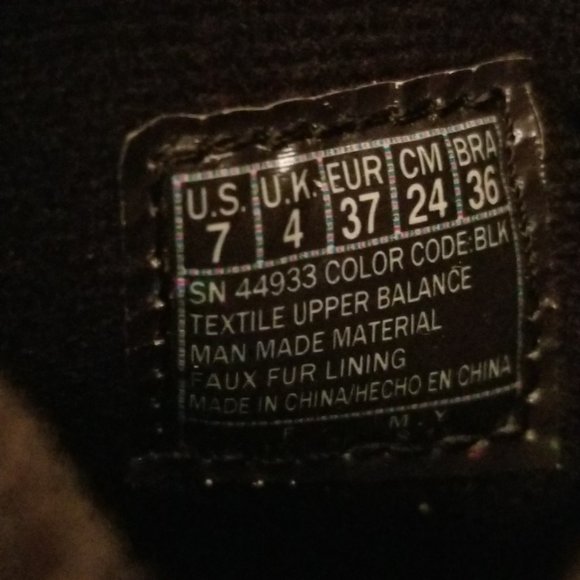 U.S. U.K. EUR CM BRA
7 4 37 24 36
SN 44933 COLOR CODE:BLK
TEXTILE UPPER BALANCE
MAN MADE MATERIAL
FAUX FUR LINING
MADE IN CHINA/HECHO EN CHINA